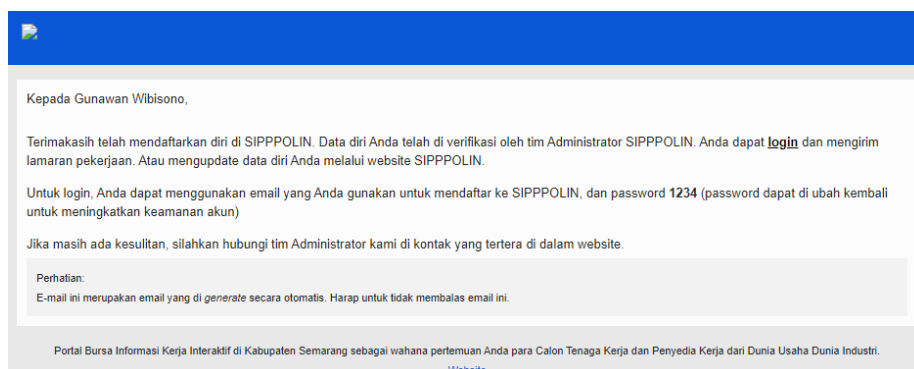 Kepada Gunawan Wibisono,
Terimakasih telah mendaftarkan diri di SIPPPOLIN. Data diri Anda telah di verifikasi oleh tim Administrator SIPPPOLIN. Anda dapat login dan mengirim
lamaran pekerjaan. Atau mengupdate data diri Anda melalui website SIPPPOLIN.
Untuk login, Anda dapat menggunakan email yang Anda gunakan untuk mendaftar ke SIPPPOLIN, dan password 1234 (password dapat di ubah kembali
untuk meningkatkan keamanan akun)
Jika masih ada kesulitan, silahkan hubungi tim Administrator kami di kontak yang tertera di dalam website.
Perhatian:
E-mail ini merupakan email yang di generate secara otomatis. Harap untuk tidak membalas email ini.
Portal Bursa Informasi Kerja Interaktif di Kabupaten Semarang sebagai wahana pertemuan Anda para Calon Tenaga Kerja dan Penyedia Kerja dari Dunia Usaha Dunia Industri.
Website